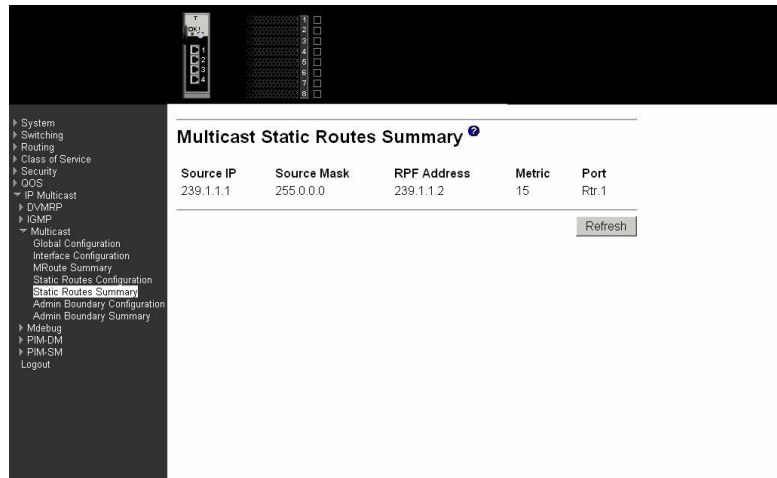 OK!
1
2
3
4
1
2
3
4
5
6
7
8
System
Switching
Routing
Class of Service
Security
QOS
IP Multicast
DVMRP
IGMP
Multicast
Global Configuration
Interface Configuration
MRoute Summary
Static Routes Configuration
Static Routes Summary
Admin Boundary Configuration
Admin Boundary Summary
Mdebug
PIM-DM
PIM-SM
Logout
Multicast Static Routes Summary ?
Source IP Source Mask RPF Address Metric Port
239.1.1.1 255.0.0.0 239.1.1.2 15 Rtr.1
Refresh